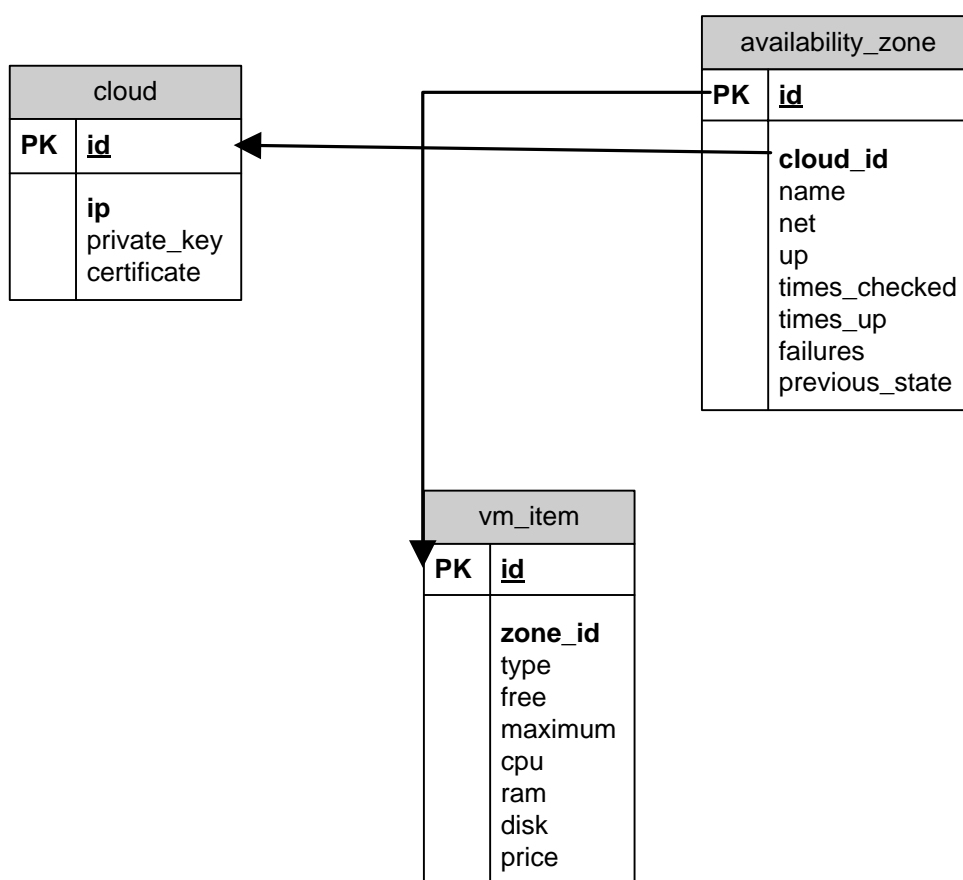 cloud
PK id
ip
private_key
certificate
availability_zone
PK id
cloud_id
name
net
up
times_checked
times_up
failures
previous_state
vm_item
PK id
zone_id
type
free
maximum
cpu
ram
disk
price